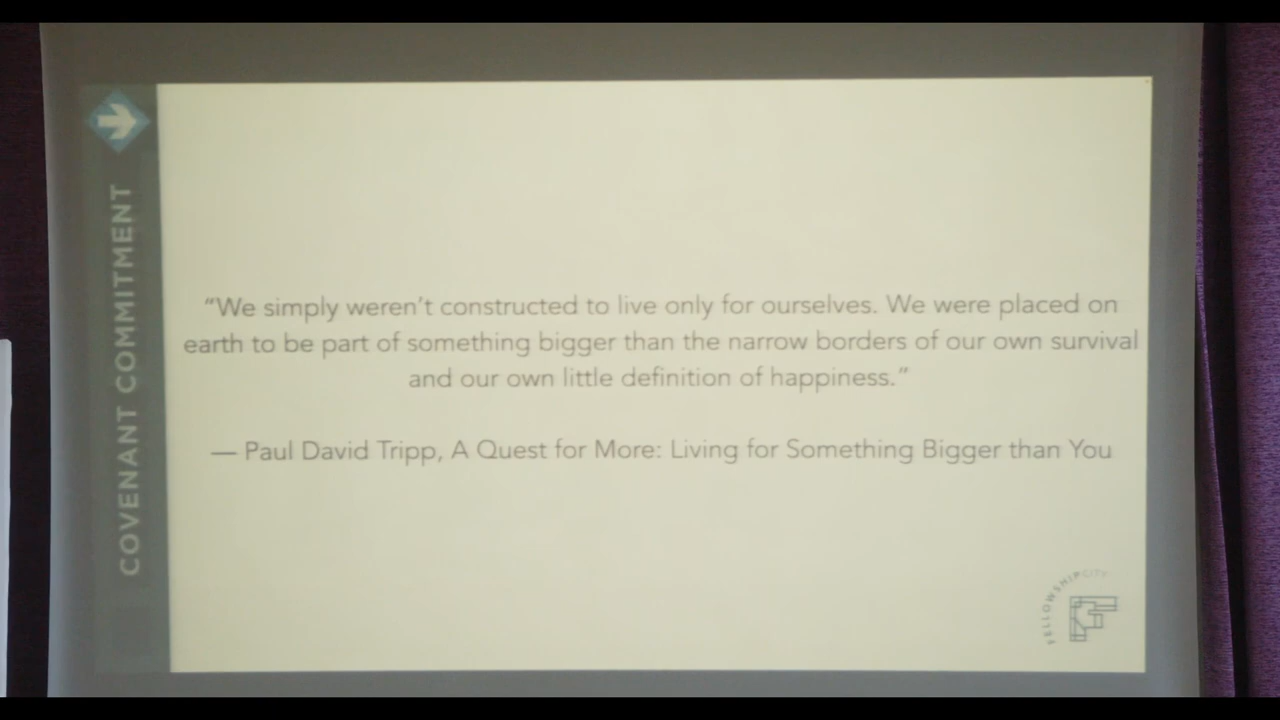 COVENANT COMMITMENT
“We simply weren’t constructed to live only for ourselves. We were placed on
earth to be part of something bigger than the narrow borders of our own survival
and our own little definition of happiness.”
— Paul David Tripp, A Quest for More: Living for Something Bigger than You
FELLOWSHIPCITY